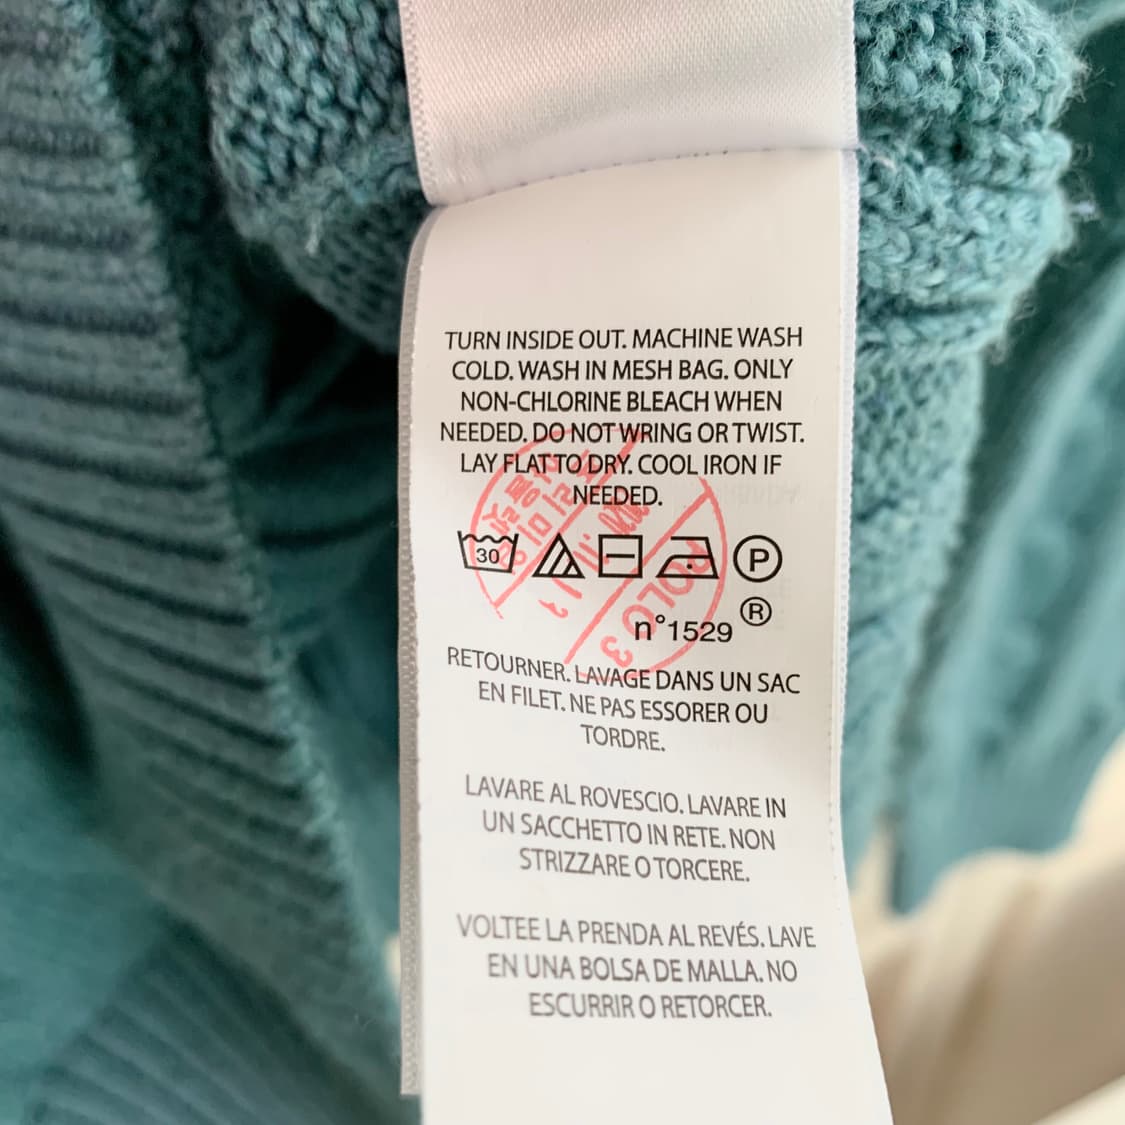 TURN INSIDE OUT. MACHINE WASH
COLD. WASH IN MESH BAG. ONLY
NON-CHLORINE BLEACH WHEN
NEEDED. DO NOT WRING OR TWIST.
LAY FLAT TO DRY. COOL IRON IF
NEEDED.
30
P
®
n°1529
POLO 3
RETOURNER. LAVAGE DANS UN SAC
EN FILET. NE PAS ESSORER OU
TORDRE.
LAVARE AL ROVESCIO. LAVARE IN
UN SACCHETTO IN RETE. NON
STRIZZARE O TORCERE.
VOLTEE LA PRENDA AL REVÉS. LAVE
EN UNA BOLSA DE MALLA. NO
ESCURRIR O RETORCER.